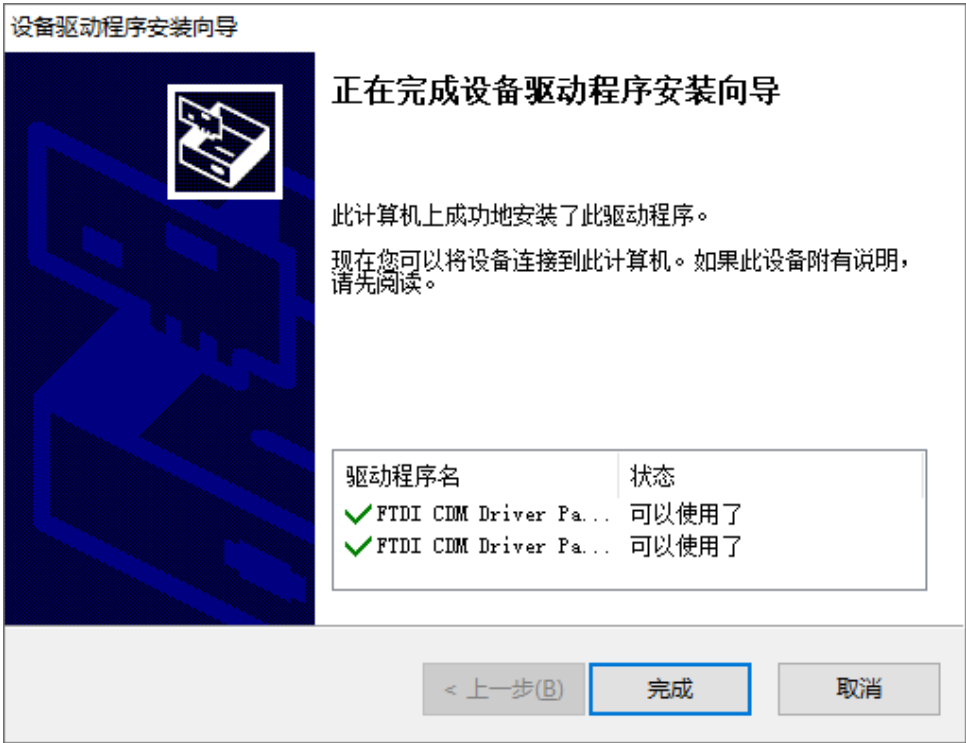 设备驱动程序安装向导
正在完成设备驱动程序安装向导
此计算机上成功地安装了此驱动程序。
现在您可以将设备连接到此计算机。如果此设备附有说明，
请先阅读。
驱动程序名 状态
FTDI CDM Driver Pa... 可以使用了
FTDI CDM Driver Pa... 可以使用了
< 上一步(B) 完成 取消